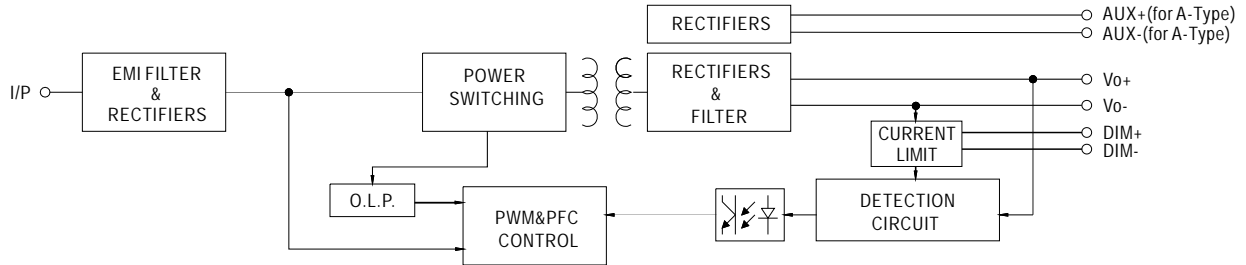 RECTIFIERS
AUX+(for A-Type)
AUX-(for A-Type)
I/P
EMI FILTER
&
RECTIFIERS
POWER
SWITCHING
RECTIFIERS
&
FILTER
Vo+
Vo-
CURRENT
LIMIT
DIM+
DIM-
O.L.P.
PWM&PFC
CONTROL
DETECTION
CIRCUIT